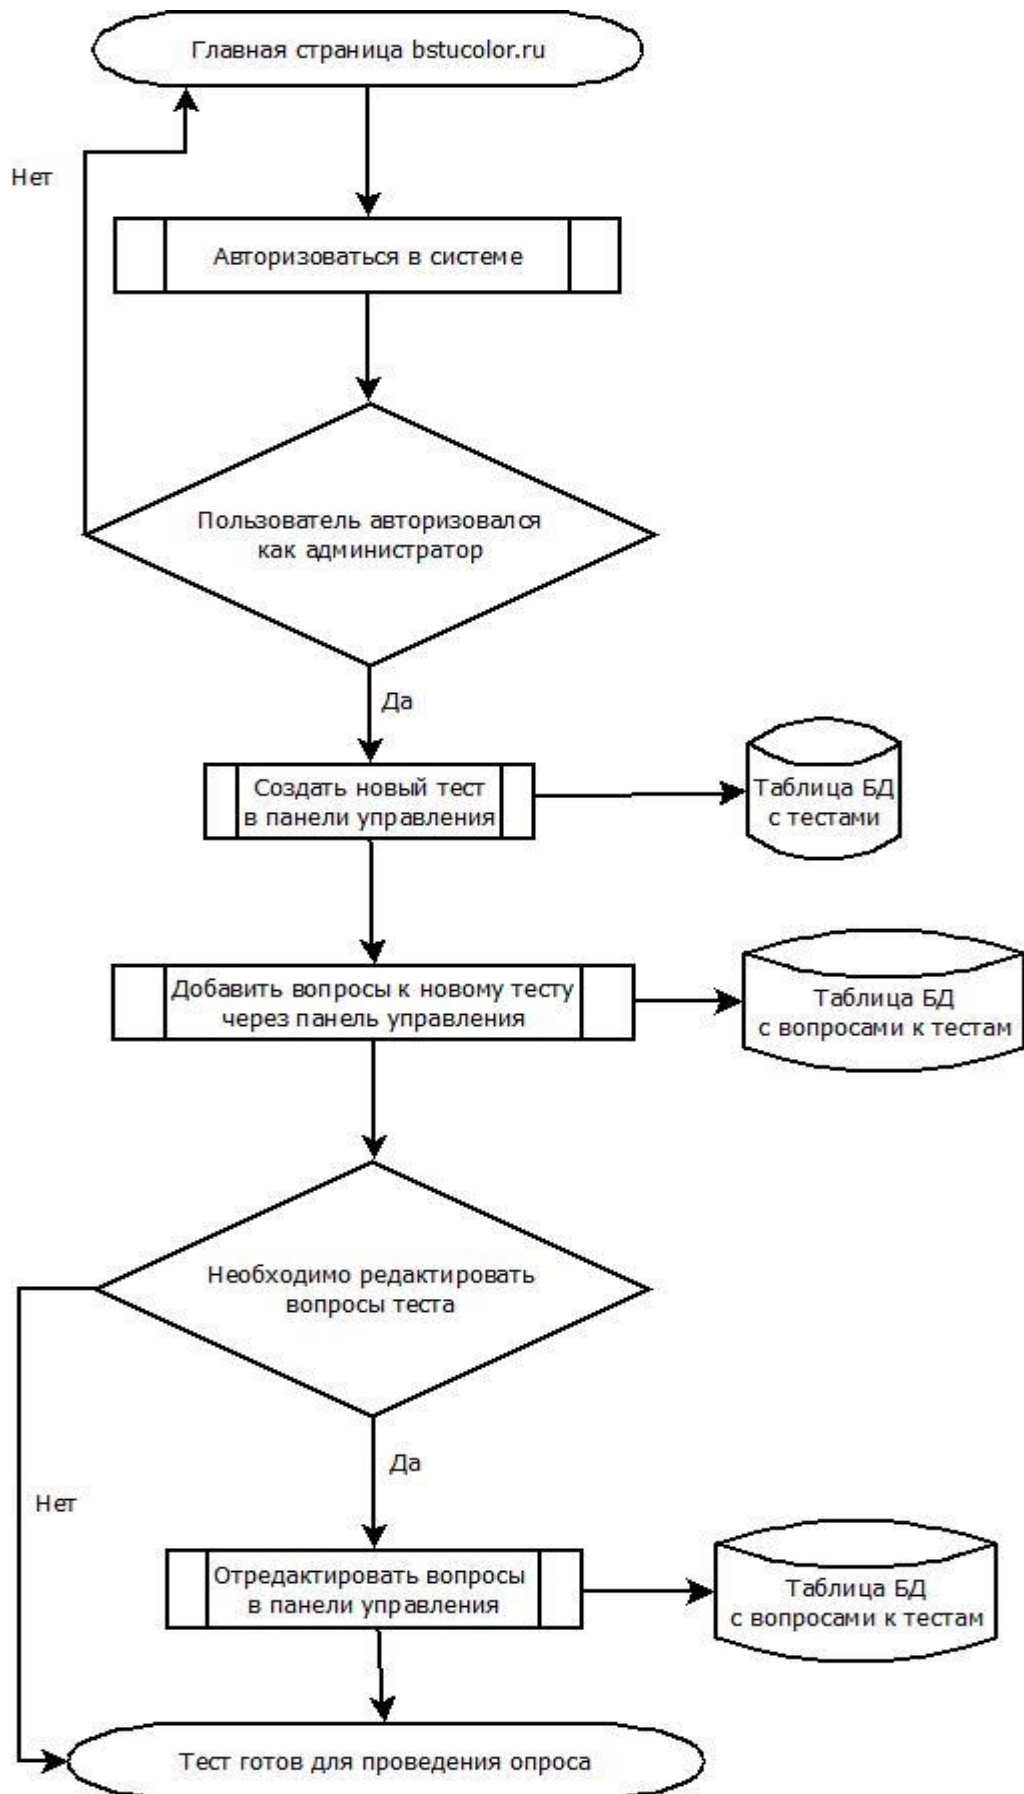 Главная страница bstucolor.ru
Нет
Авторизоваться в системе
Пользователь авторизовался
как администратор
Да
Создать новый тест
в панели управления
Таблица БД
с тестами
Добавить вопросы к новому тесту
через панель управления
Таблица БД
с вопросами к тестам
Необходимо редактировать
вопросы теста
Да
Нет
Отредактировать вопросы
в панели управления
Таблица БД
с вопросами к тестам
Тест готов для проведения опроса